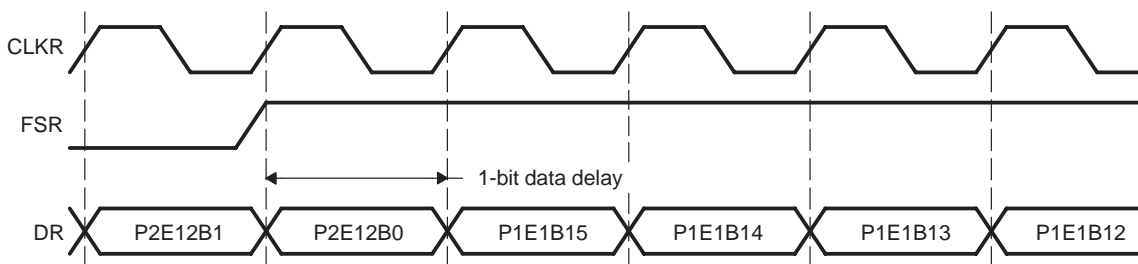 CLKR
FSR
1-bit data delay
DR
P2E12B1
P2E12B0
P1E1B15
P1E1B14
P1E1B13
P1E1B12